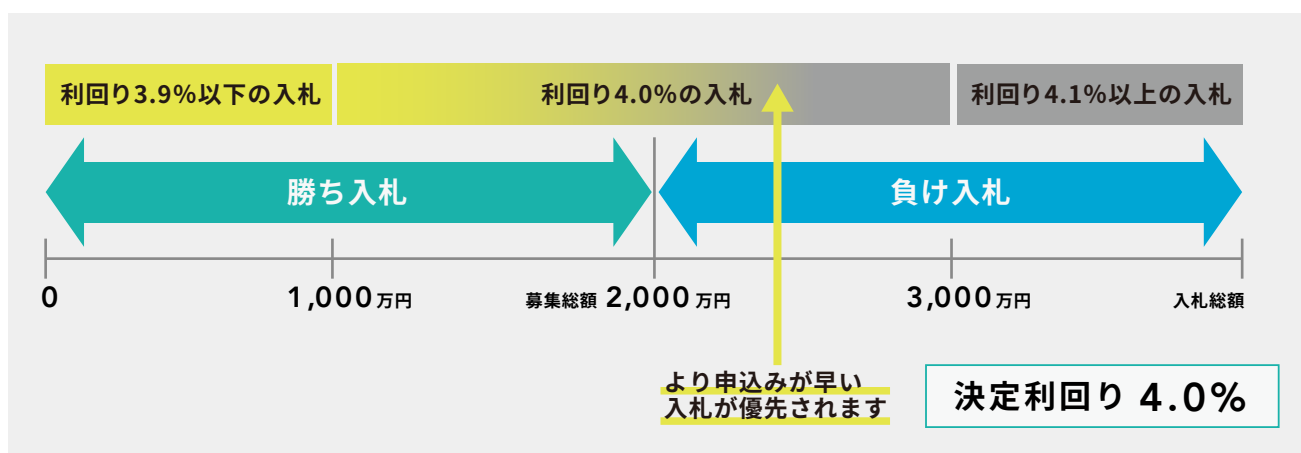 利回り3.9%以下の入札
利回り4.0%の入札
利回り4.1%以上の入札
勝ち入札
負け入札
0
1,000万円
募集総額 2,000万円
3,000万円
入札総額
より申込みが早い
入札が優先されます
決定利回り 4.0%